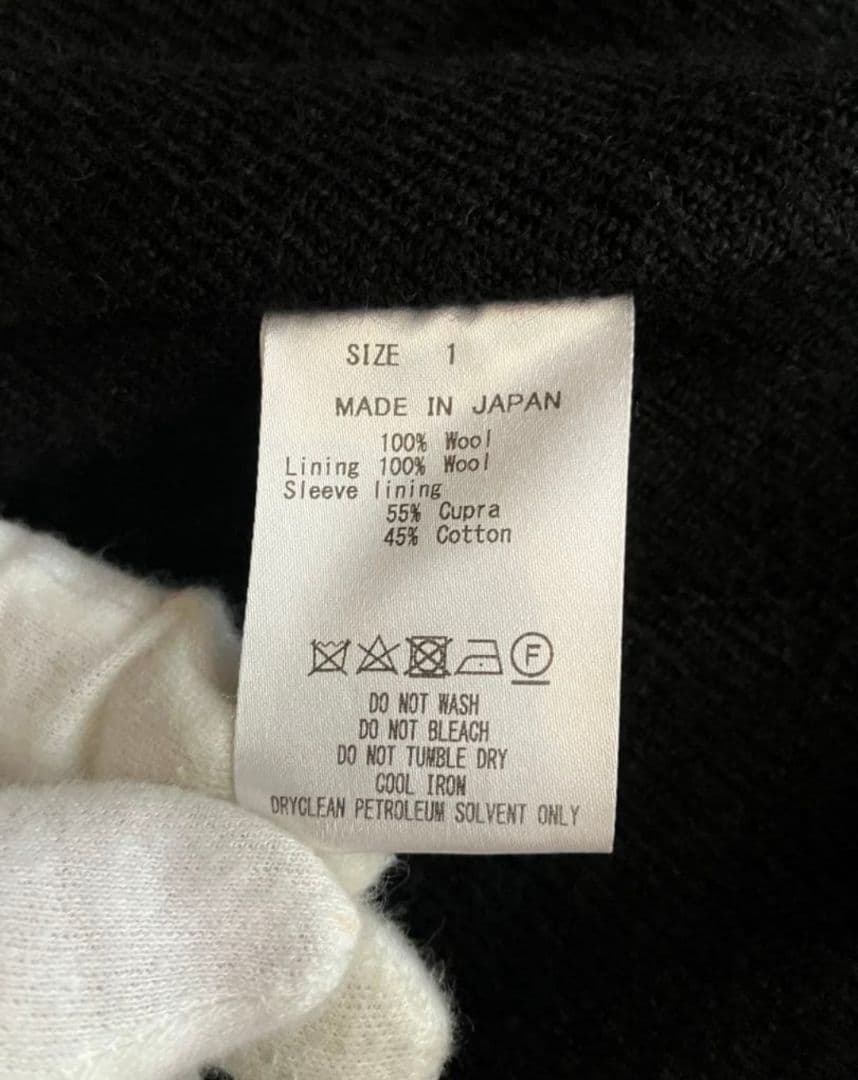 SIZE 1
MADE IN JAPAN
100% Wool
Lining 100% Wool
Sleeve lining
55% Cupra
45% Cotton
F
DO NOT WASH
DO NOT BLEACH
DO NOT TUMBLE DRY
COOL IRON
DRYCLEAN PETROLEUM SOLVENT ONLY